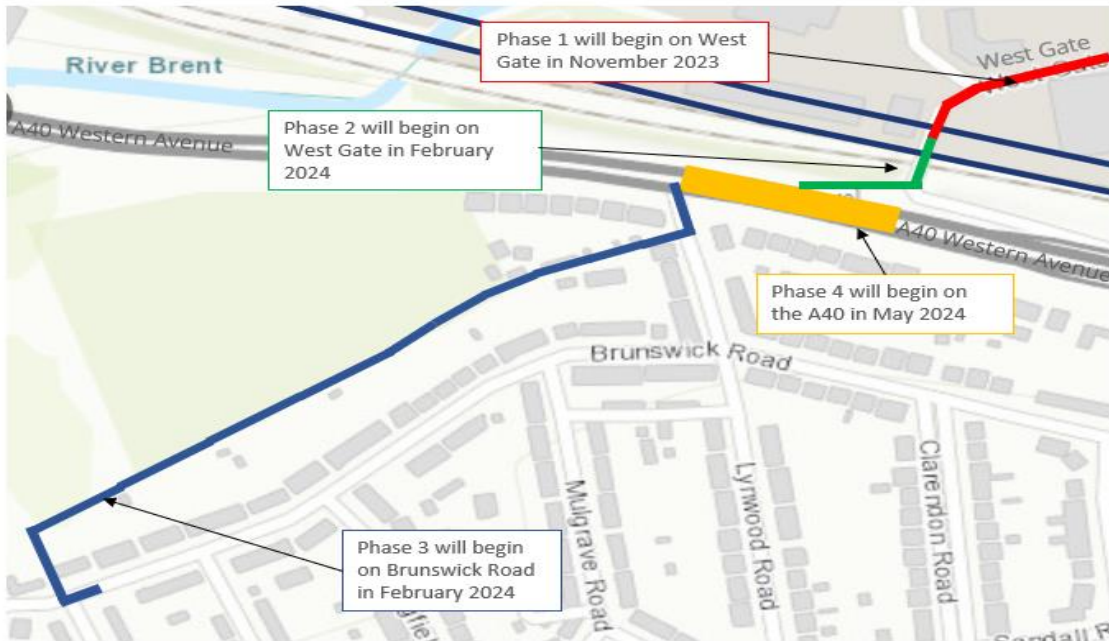 Phase 1 will begin on West
Gate in November 2023
West Gate
River Brent
A40 Western Avenue
Phase 2 will begin on
West Gate in February
2024
A40 Western Avenue
Phase 4 will begin on
the A40 in May 2024
Brunswick Road
Mulgrave Road
Lynwood Road
Clarendon Road
Phase 3 will begin
on Brunswick Road
in February 2024